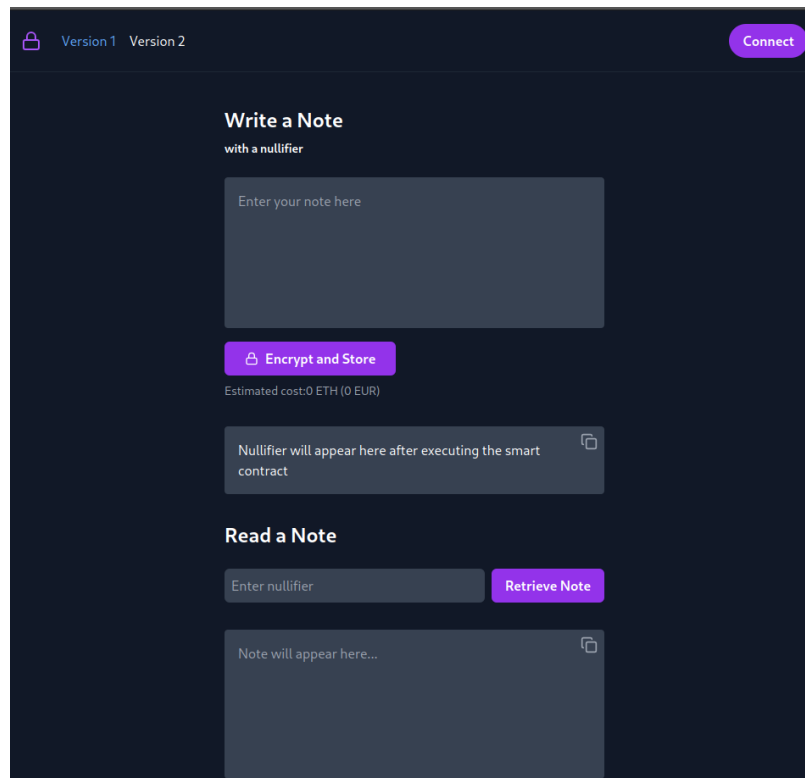 Version 1 Version 2 Connect
Write a Note
with a nullifier
Enter your note here
Encrypt and Store
Estimated cost:0 ETH (0 EUR)
Nullifier will appear here after executing the smart
contract
Read a Note
Enter nullifier Retrieve Note
Note will appear here...